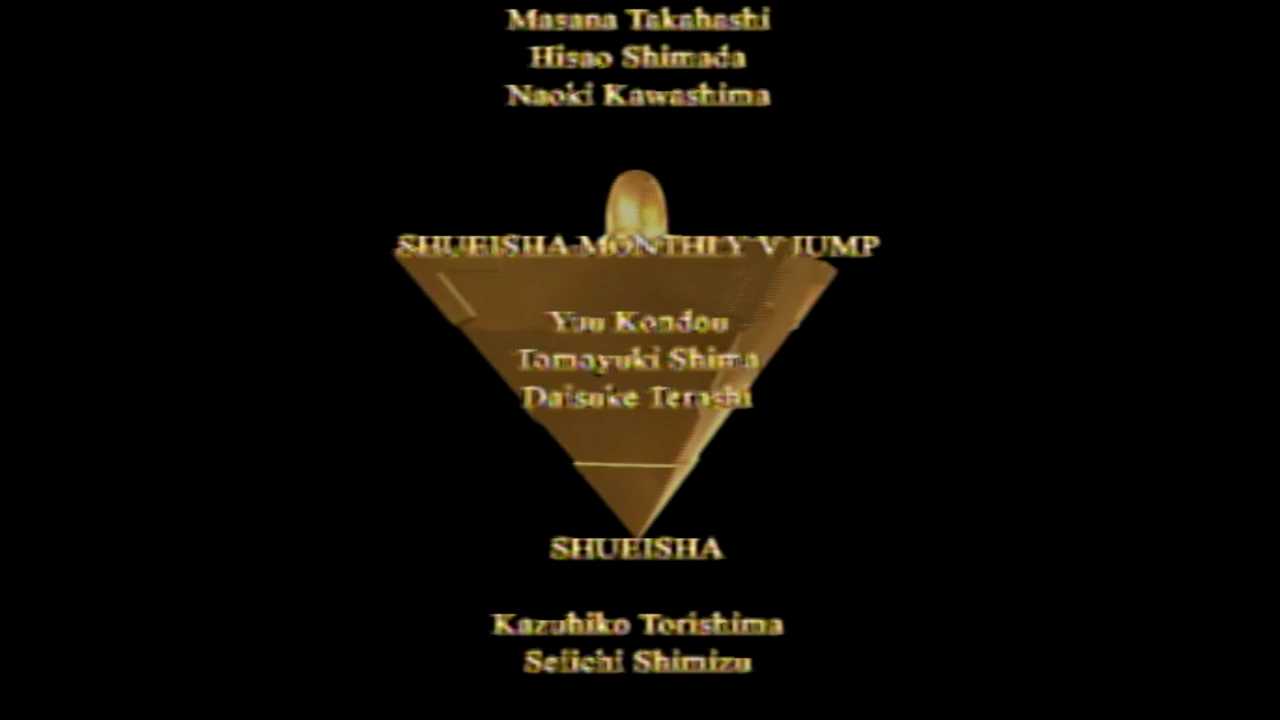 Masana Takahashi
Hisao Shimada
Naoki Kawashima
SHUEISHA MONTHLY V JUMP
Yuu Kondou
Tamayuki Shima
Daisuke Terashi
SHUEISHA
Kazuhiko Torishima
Seiichi Shimizu